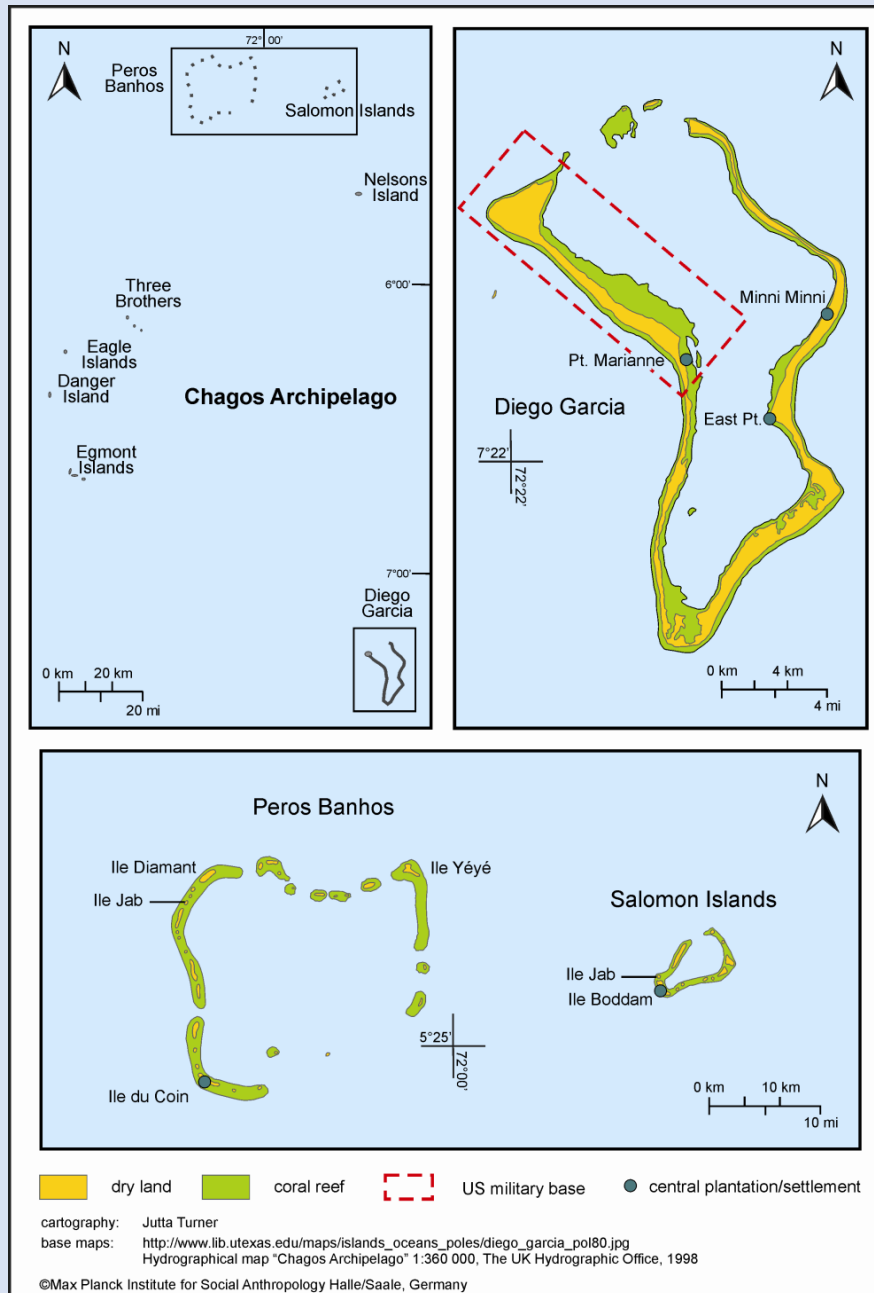 N
72° 00'
Peros
Banhos
Salomon Islands
Nelsons
Island
6°00'
Three
Brothers
Eagle
Islands
Danger
Island
Chagos Archipelago
Egmont
Islands
7°00'
Diego
Garcia
0 km 20 km
20 mi
N
Minni Minni
Pt. Marianne
Diego Garcia
East Pt.
7°22'
72°22'
0 km 4 km
4 mi
N
Peros Banhos
Ile Diamant
Ile Yéyé
Ile Jab
Salomon Islands
Ile Jab
Ile Boddam
5°25'
72°00'
Ile du Coin
0 km 10 km
10 mi
dry land
coral reef
US military base
central plantation/settlement
cartography: Jutta Turner
base maps: http://www.lib.utexas.edu/maps/islands_oceans_poles/diego_garcia_pol80.jpg
Hydrographical map “Chagos Archipelago” 1:360 000, The UK Hydrographic Office, 1998
©Max Planck Institute for Social Anthropology Halle/Saale, Germany